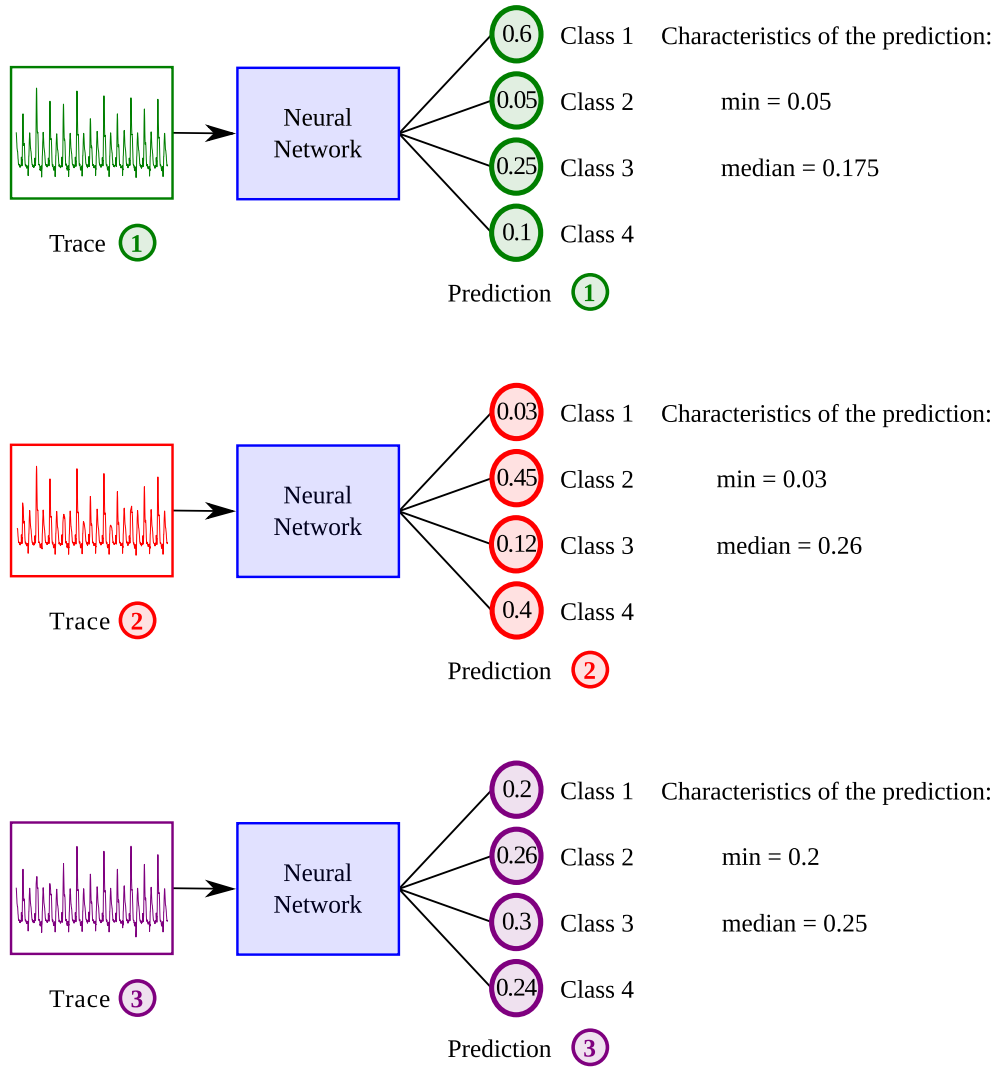 0.6 Class 1 Characteristics of the prediction:
0.05 Class 2 min = 0.05
Neural
Network
0.25 Class 3 median = 0.175
0.1 Class 4
Trace 1
Prediction 1
0.03 Class 1 Characteristics of the prediction:
0.45 Class 2 min = 0.03
Neural
Network
0.12 Class 3 median = 0.26
0.4 Class 4
Trace 2
Prediction 2
0.2 Class 1 Characteristics of the prediction:
0.26 Class 2 min = 0.2
Neural
Network
0.3 Class 3 median = 0.25
0.24 Class 4
Trace 3
Prediction 3